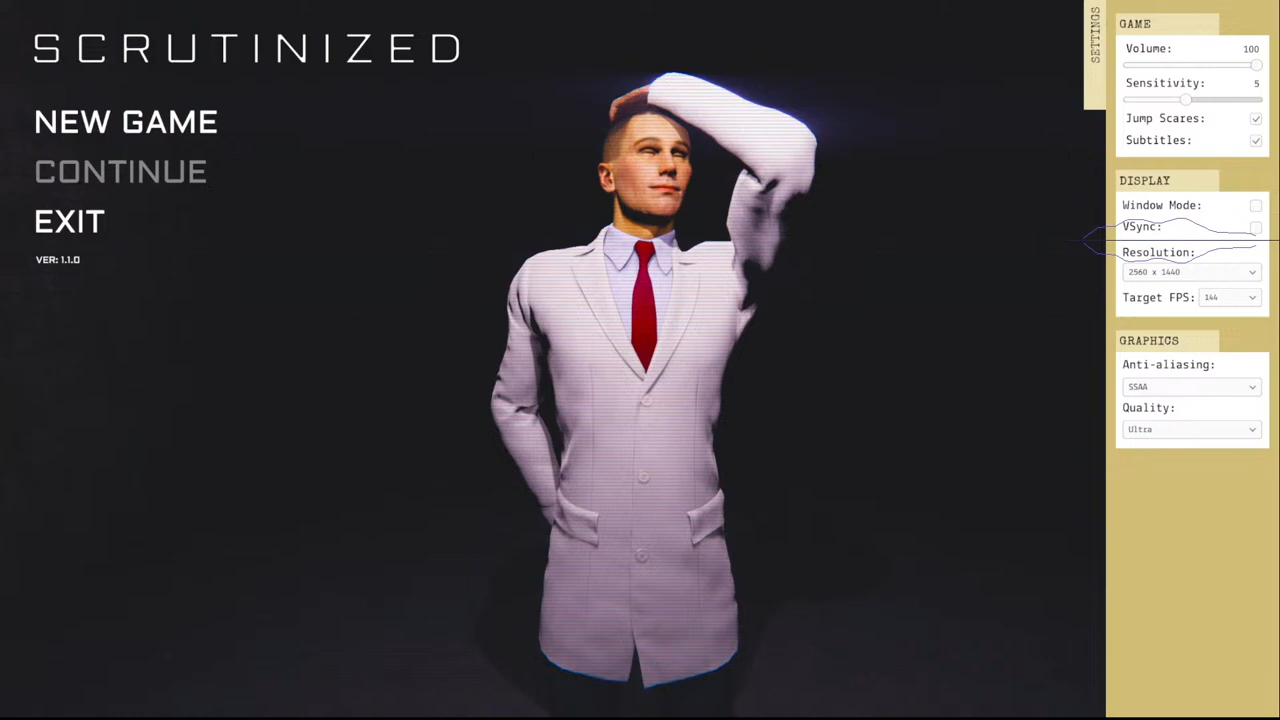 SCRUTINIZED
NEW GAME
CONTINUE
EXIT
VER: 1.1.0
SETTINGS
GAME
Volume: 100
Sensitivity: 5
Jump Scares:
Subtitles:
DISPLAY
Window Mode:
VSync:
Resolution:
2560 x 1440
Target FPS: 144
GRAPHICS
Anti-aliasing:
SSAA
Quality:
Ultra